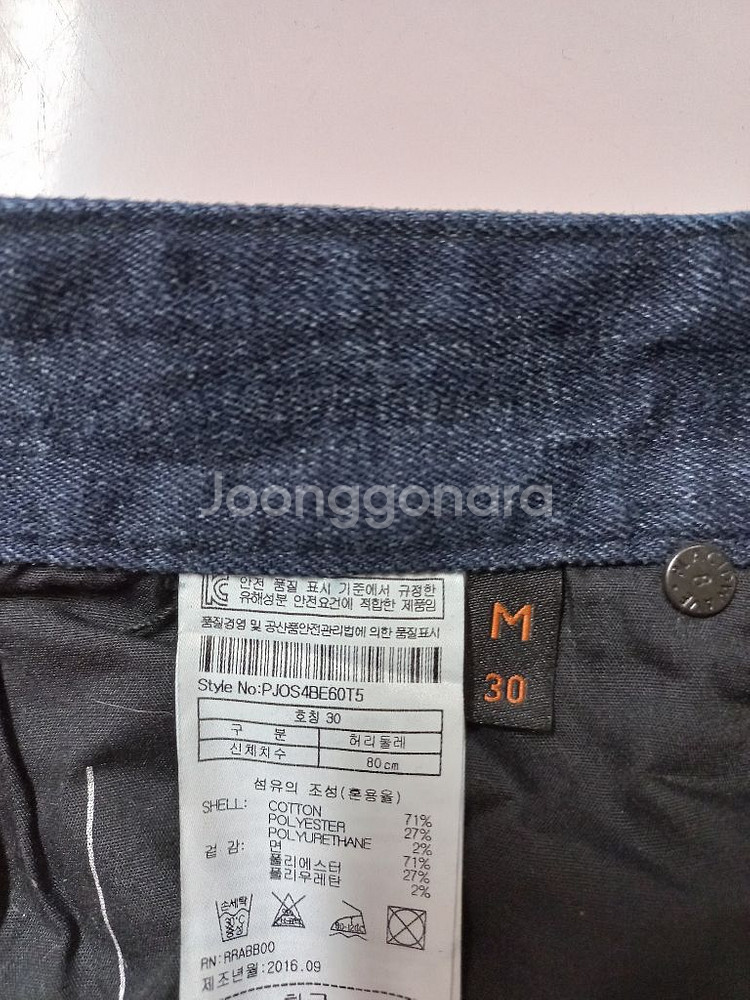 Joonggonara
안전 품질 표시 기준에서 규정한
유해성분 안전요건에 적합한 제품임
품질경영 및 공산품안전관리법에 의한 품질표시
Style No:PJOS4BE60T5
호칭 30
구 분 허리둘레
신체치수 80cm
섬유의 조성(혼용율)
SHELL: COTTON 71%
POLYESTER 27%
POLYURETHANE 2%
겉 감: 면 71%
폴리에스터 27%
폴리우레탄 2%
손세탁
RN:RRABB00
제조년월:2016.09
M
30